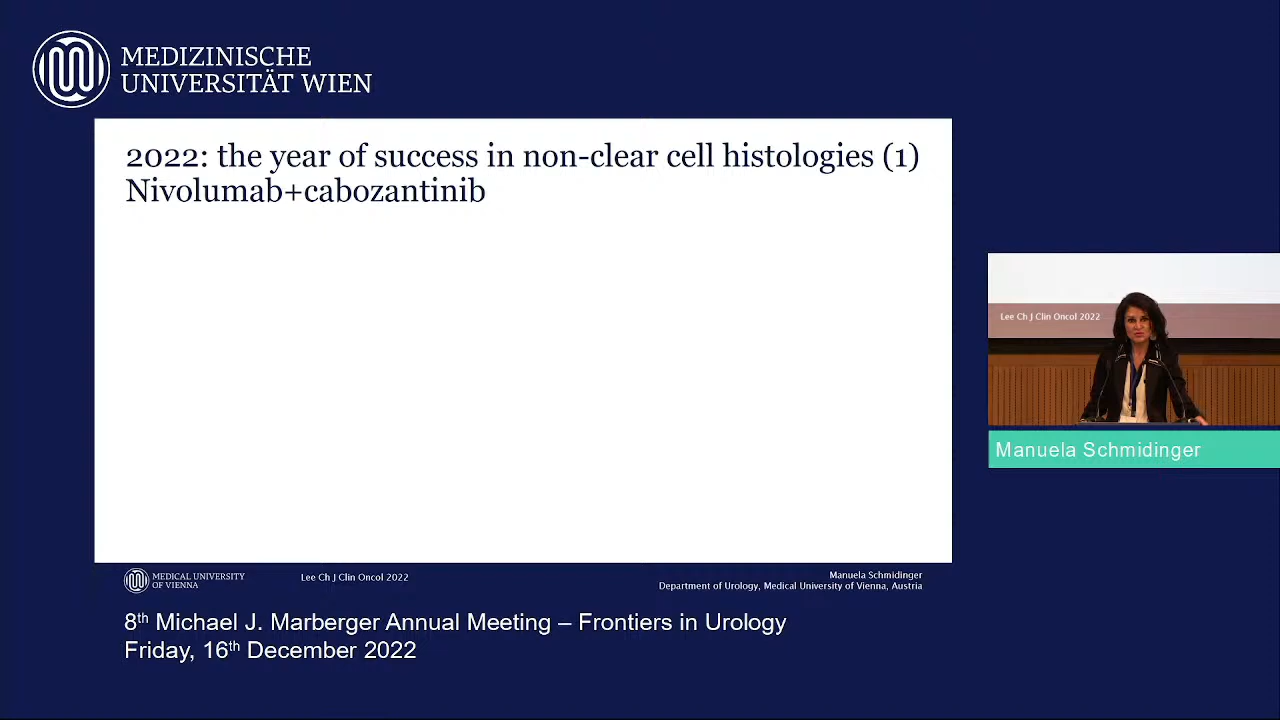 MEDIZINISCHE
UNIVERSITÄT WIEN
2022: the year of success in non-clear cell histologies (1)
Nivolumab+cabozantinib
Lee Ch J Clin Oncol 2022
Manuela Schmidinger
MEDICAL UNIVERSITY
OF VIENNA
Lee Ch J Clin Oncol 2022
Manuela Schmidinger
Department of Urology, Medical University of Vienna, Austria
8th Michael J. Marberger Annual Meeting – Frontiers in Urology
Friday, 16th December 2022